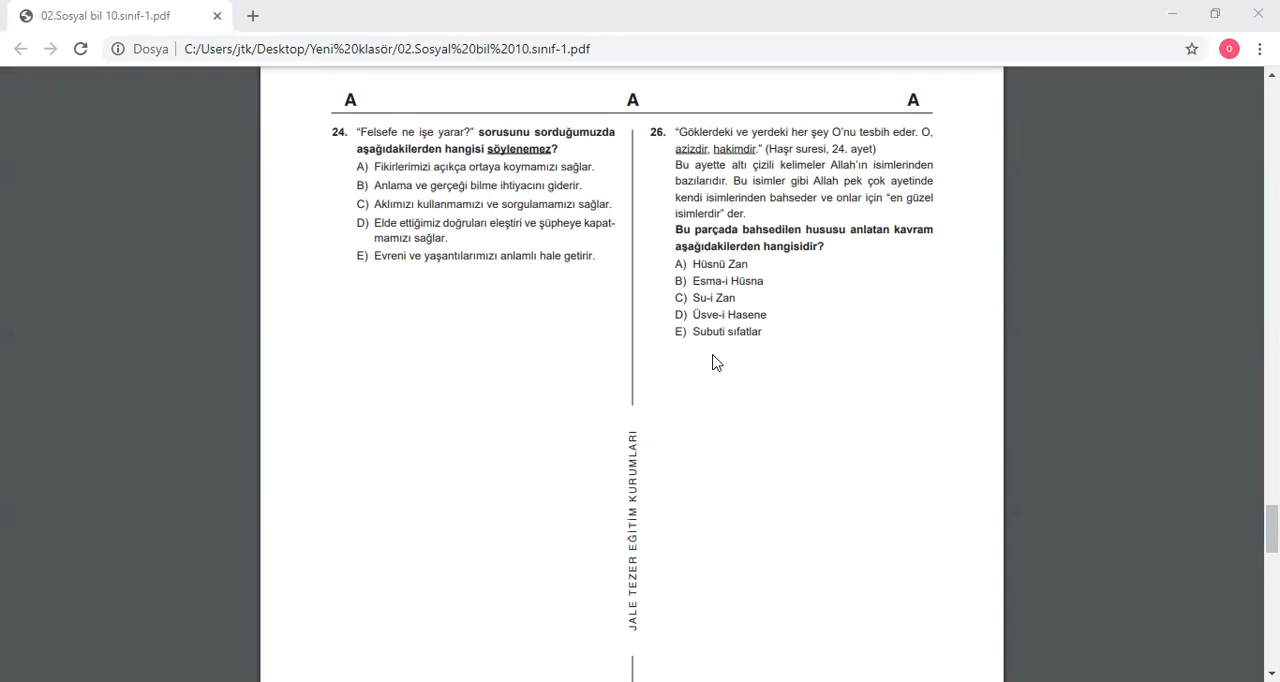 02.Sosyal bil 10.sınıf-1.pdf
Dosya
C:/Users/jtk/Desktop/Yeni%20klasör/02.Sosyal%20bil%2010.sınıf-1.pdf
0
A A A
24. "Felsefe ne işe yarar?" sorusunu sorduğumuzda
aşağıdakilerden hangisi söylenemez?
A) Fikirlerimizi açıkça ortaya koymamızı sağlar.
B) Anlama ve gerçeği bilme ihtiyacını giderir.
C) Aklımızı kullanmamızı ve sorgulamamızı sağlar.
D) Elde ettiğimiz doğruları eleştiri ve şüpheye kapat-
mamızı sağlar.
E) Evreni ve yaşantılarımızı anlamlı hale getirir.
26. "Göklerdeki ve yerdeki her şey O'nu tesbih eder. O,
azizdir, hakimdir." (Haşr suresi, 24. ayet)
Bu ayette altı çizili kelimeler Allah'ın isimlerinden
bazılarıdır. Bu isimler gibi Allah pek çok ayetinde
kendi isimlerinden bahseder ve onlar için "en güzel
isimlerdir" der.
Bu parçada bahsedilen hususu anlatan kavram
aşağıdakilerden hangisidir?
A) Hüsnü Zan
B) Esma-i Hüsna
C) Su-i Zan
D) Üsve-i Hasene
E) Subuti sıfatlar
JALE TEZER EĞİTİM KURUMLARI